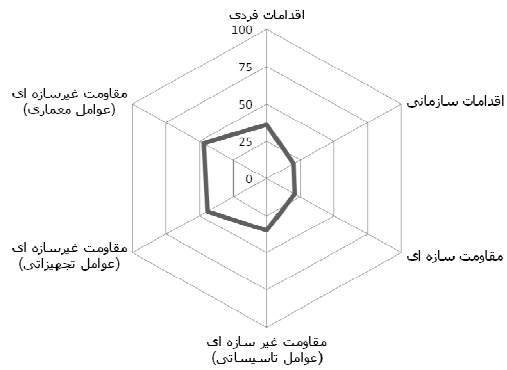 اقدامات فردی
100
75
50
25
0
اقدامات سازمانی
مقاومت سازه ای
مقاومت غیر سازه ای
(عوامل تاسیساتی)
مقاومت غیرسازه ای
(عوامل تجهیزاتی)
مقاومت غیرسازه ای
(عوامل معماری)